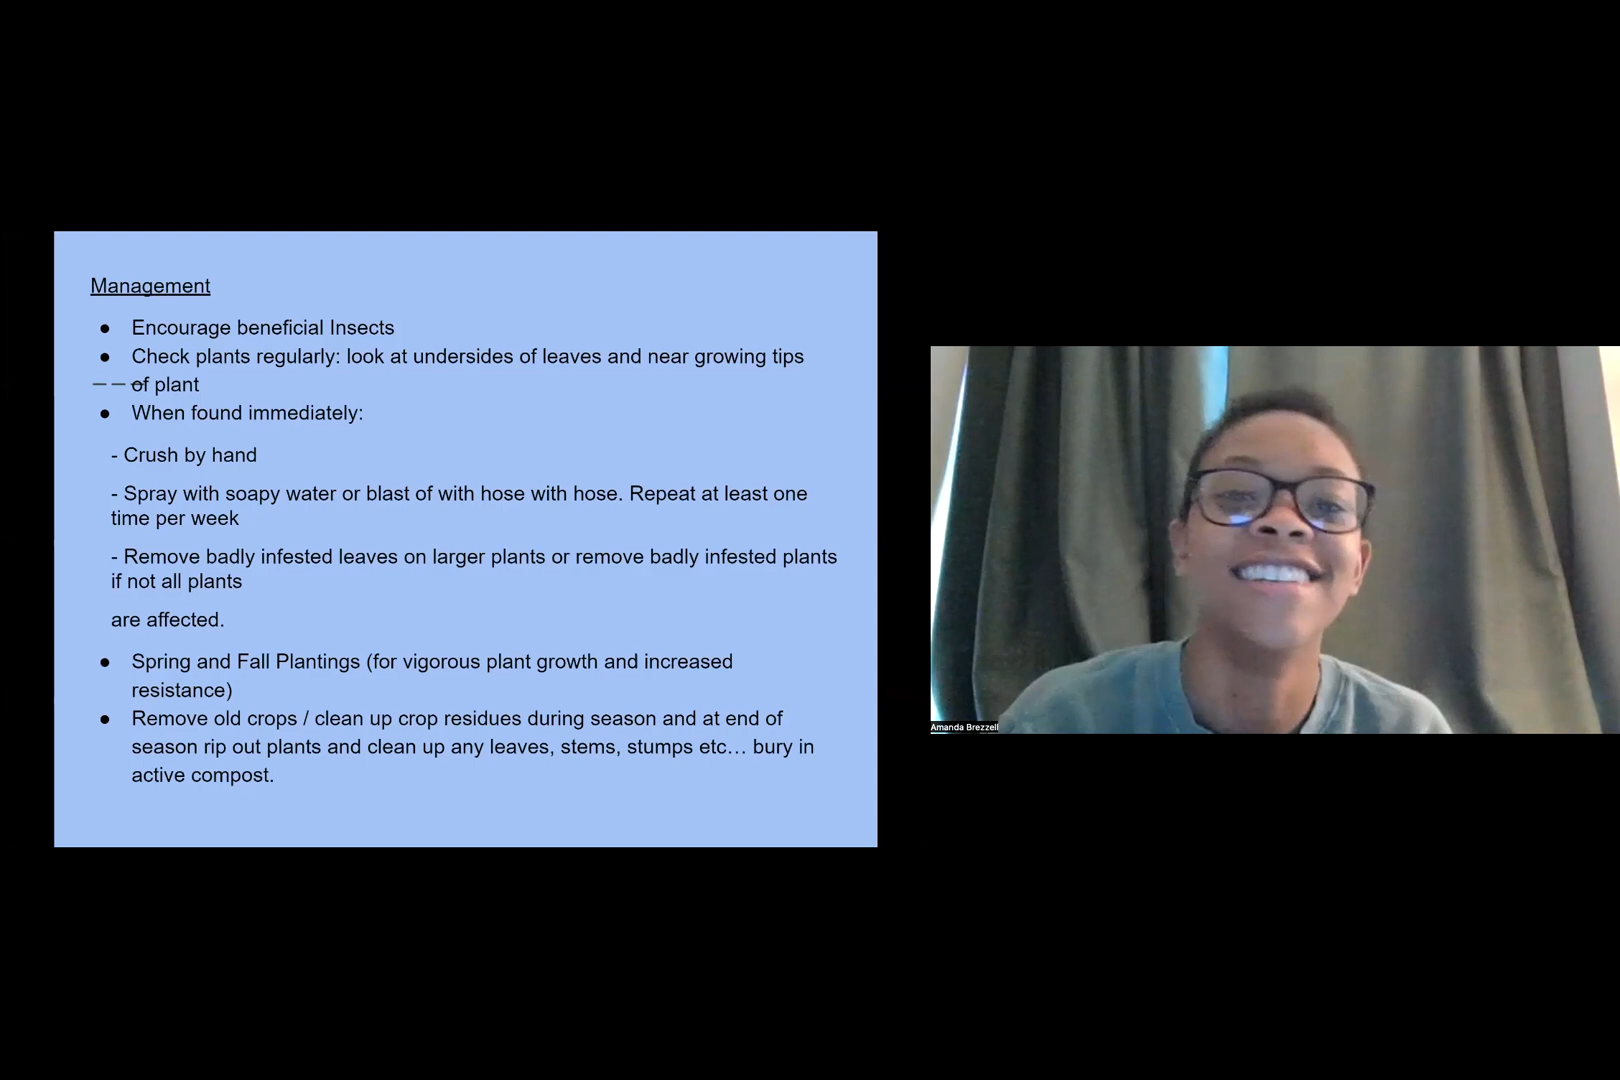 Management
● Encourage beneficial Insects
● Check plants regularly: look at undersides of leaves and near growing tips
of plant
● When found immediately:
- Crush by hand
- Spray with soapy water or blast of with hose with hose. Repeat at least one
time per week
- Remove badly infested leaves on larger plants or remove badly infested plants
if not all plants
are affected.
● Spring and Fall Plantings (for vigorous plant growth and increased
resistance)
● Remove old crops / clean up crop residues during season and at end of
season rip out plants and clean up any leaves, stems, stumps etc… bury in
active compost.
Amanda Brezzell